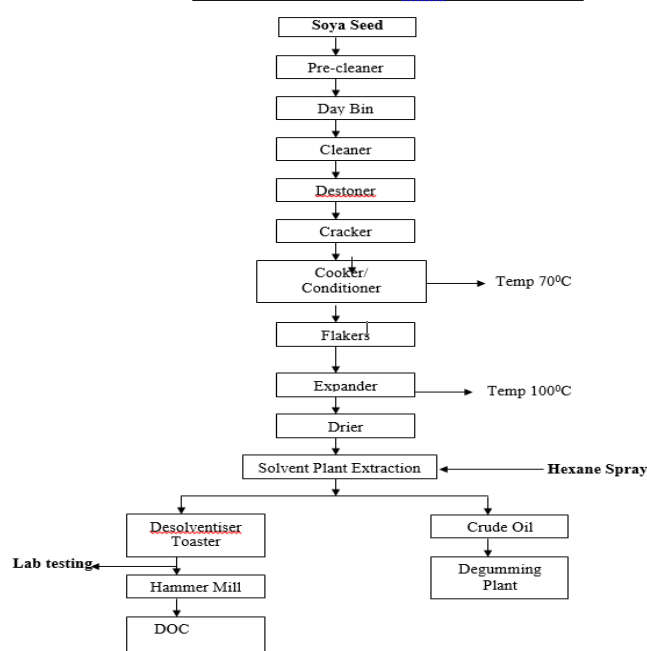 Soya Seed
Pre-cleaner
Day Bin
Cleaner
Destoner
Cracker
Cooker/
Conditioner
Temp 70⁰C
Flakers
Expander
Temp 100⁰C
Drier
Solvent Plant Extraction
Hexane Spray
Desolventiser
Toaster
Crude Oil
Lab testing
Hammer Mill
Degumming
Plant
DOC